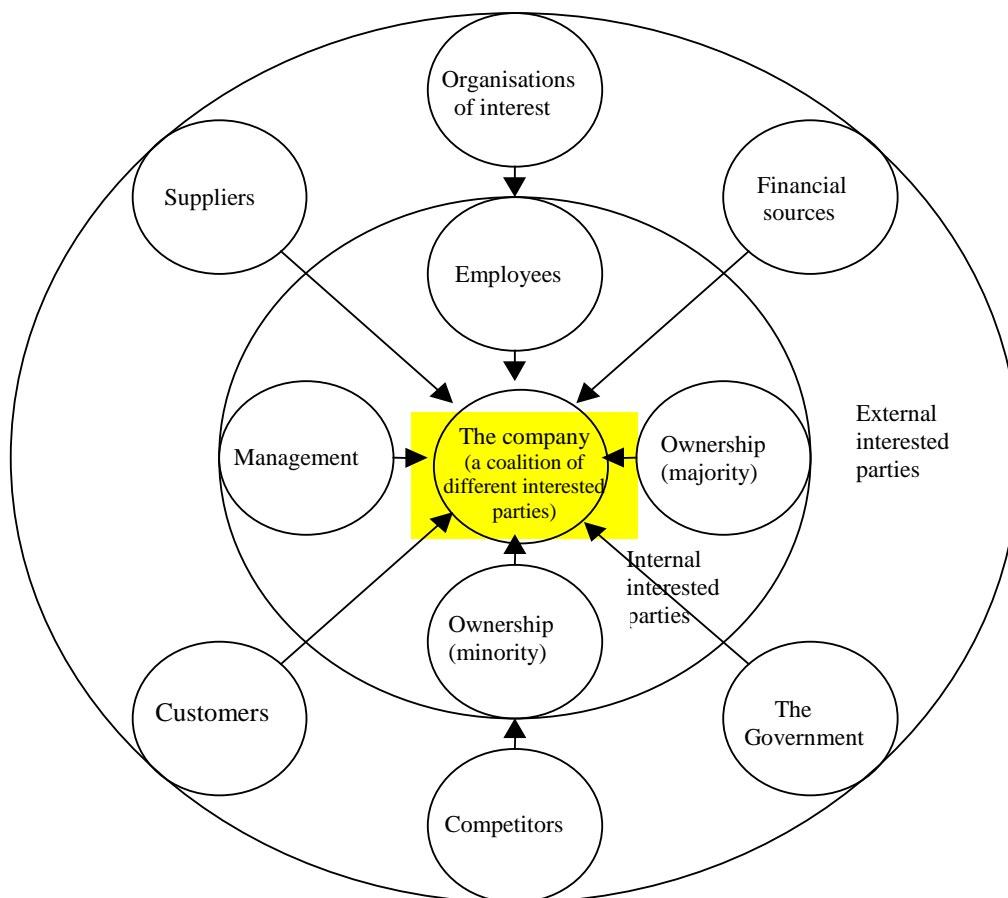 Organisations
of interest
Suppliers
Financial
sources
Employees
Management
The company
(a coalition of
different interested
parties)
Ownership
(majority)
External
interested
parties
Internal
interested
parties
Ownership
(minority)
Customers
The
Government
Competitors